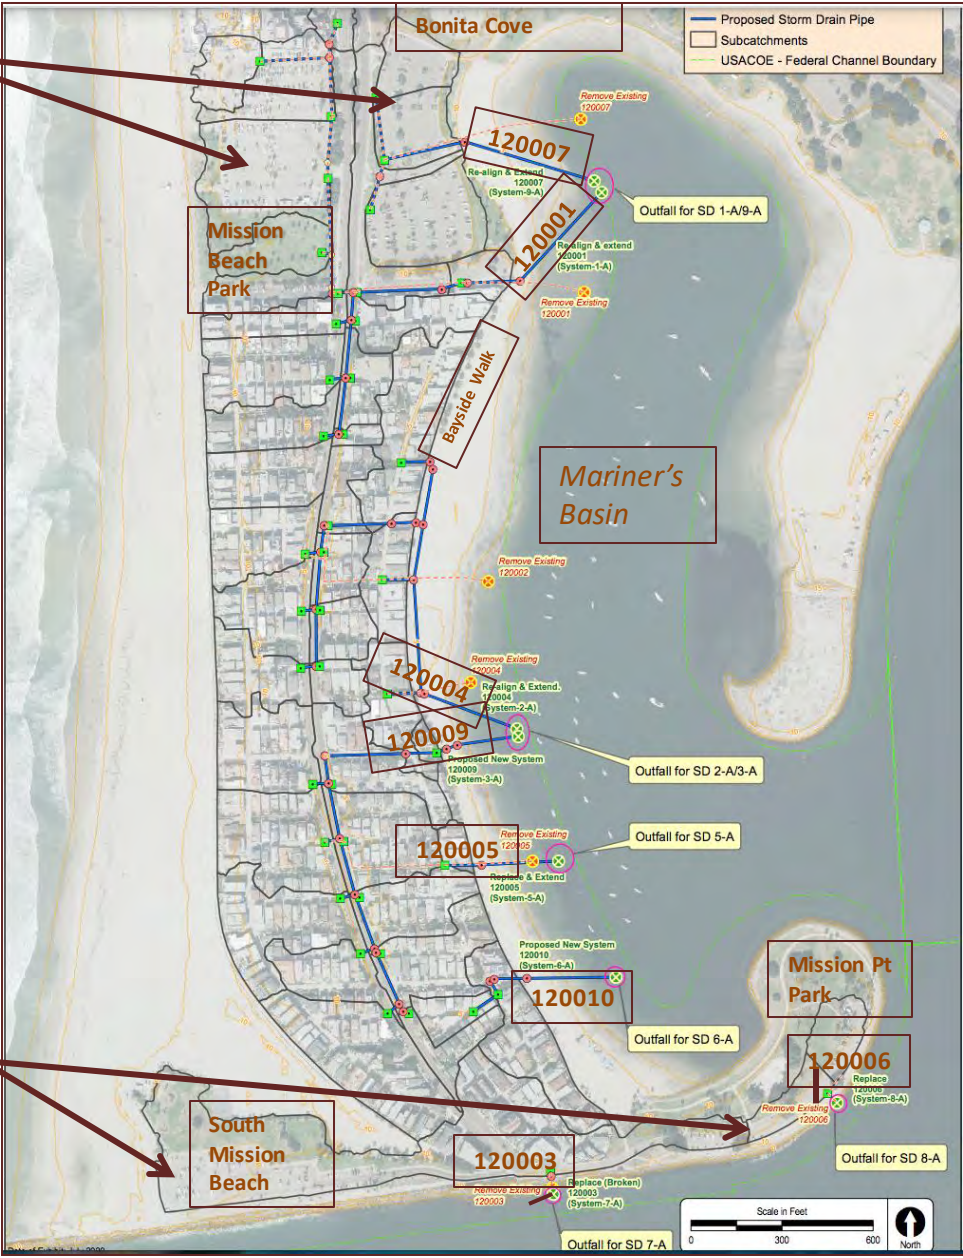 Bonita Cove
Proposed Storm Drain Pipe
Subcatchments
USACOE - Federal Channel Boundary
Remove Existing
120007
120007
Re-align & Extend
120007
(System-9-A)
Outfall for SD 1-A/9-A
120001
Mission
Beach
Park
Re-align & extend
120001
(System-1-A)
Remove Existing
120001
Bayside Walk
Mariner's
Basin
Remove Existing
120002
Remove Existing
120004
120004
Re-align & Extend.
120004
(System-2-A)
120009
Proposed New System
120009
(System-3-A)
Outfall for SD 2-A/3-A
Outfall for SD 5-A
Remove Existing
120005
120005
Replace & Extend
120005
(System-5-A)
Proposed New System
120010
(System-6-A)
120010
Mission Pt
Park
Outfall for SD 6-A
120006
Replace
120006
(System-8-A)
Remove Existing
120006
South
Mission
Beach
Outfall for SD 8-A
120003
Replace (Broken)
120003
(System-7-A)
Remove Existing
120003
Outfall for SD 7-A
Scale in Feet
0 300 600
North